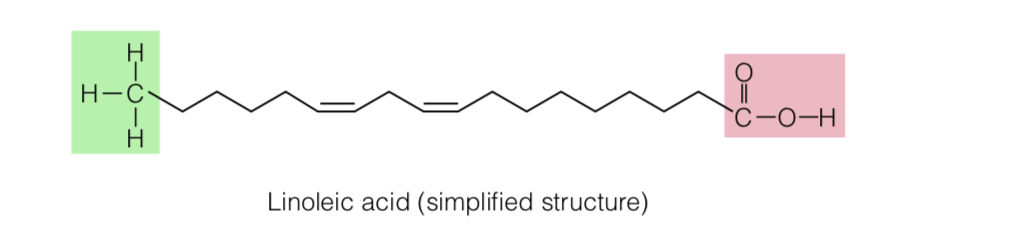 H
O
H–C
C–O–H
H
Linoleic acid (simplified structure)